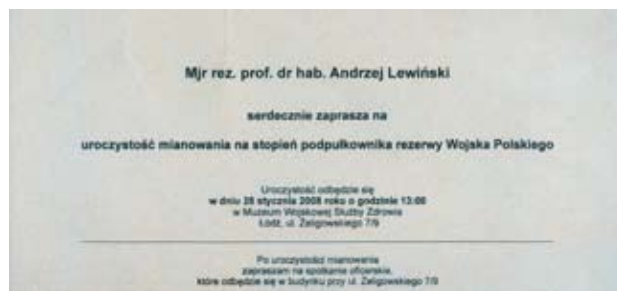 Mjr rez. prof. dr hab. Andrzej Lewiński
serdecznie zaprasza na
uroczystość mianowania na stopień podpułkownika rezerwy Wojska Polskiego
Uroczystość odbędzie się
w dniu 28 stycznia 2008 roku o godzinie 13:00
w Muzeum Wojskowej Służby Zdrowia
Łódź, ul. Żeligowskiego 7/9
Po uroczystości mianowania
zapraszam na spotkanie
które odbędzie się w budynku przy ul. Żeligowskiego 7/9